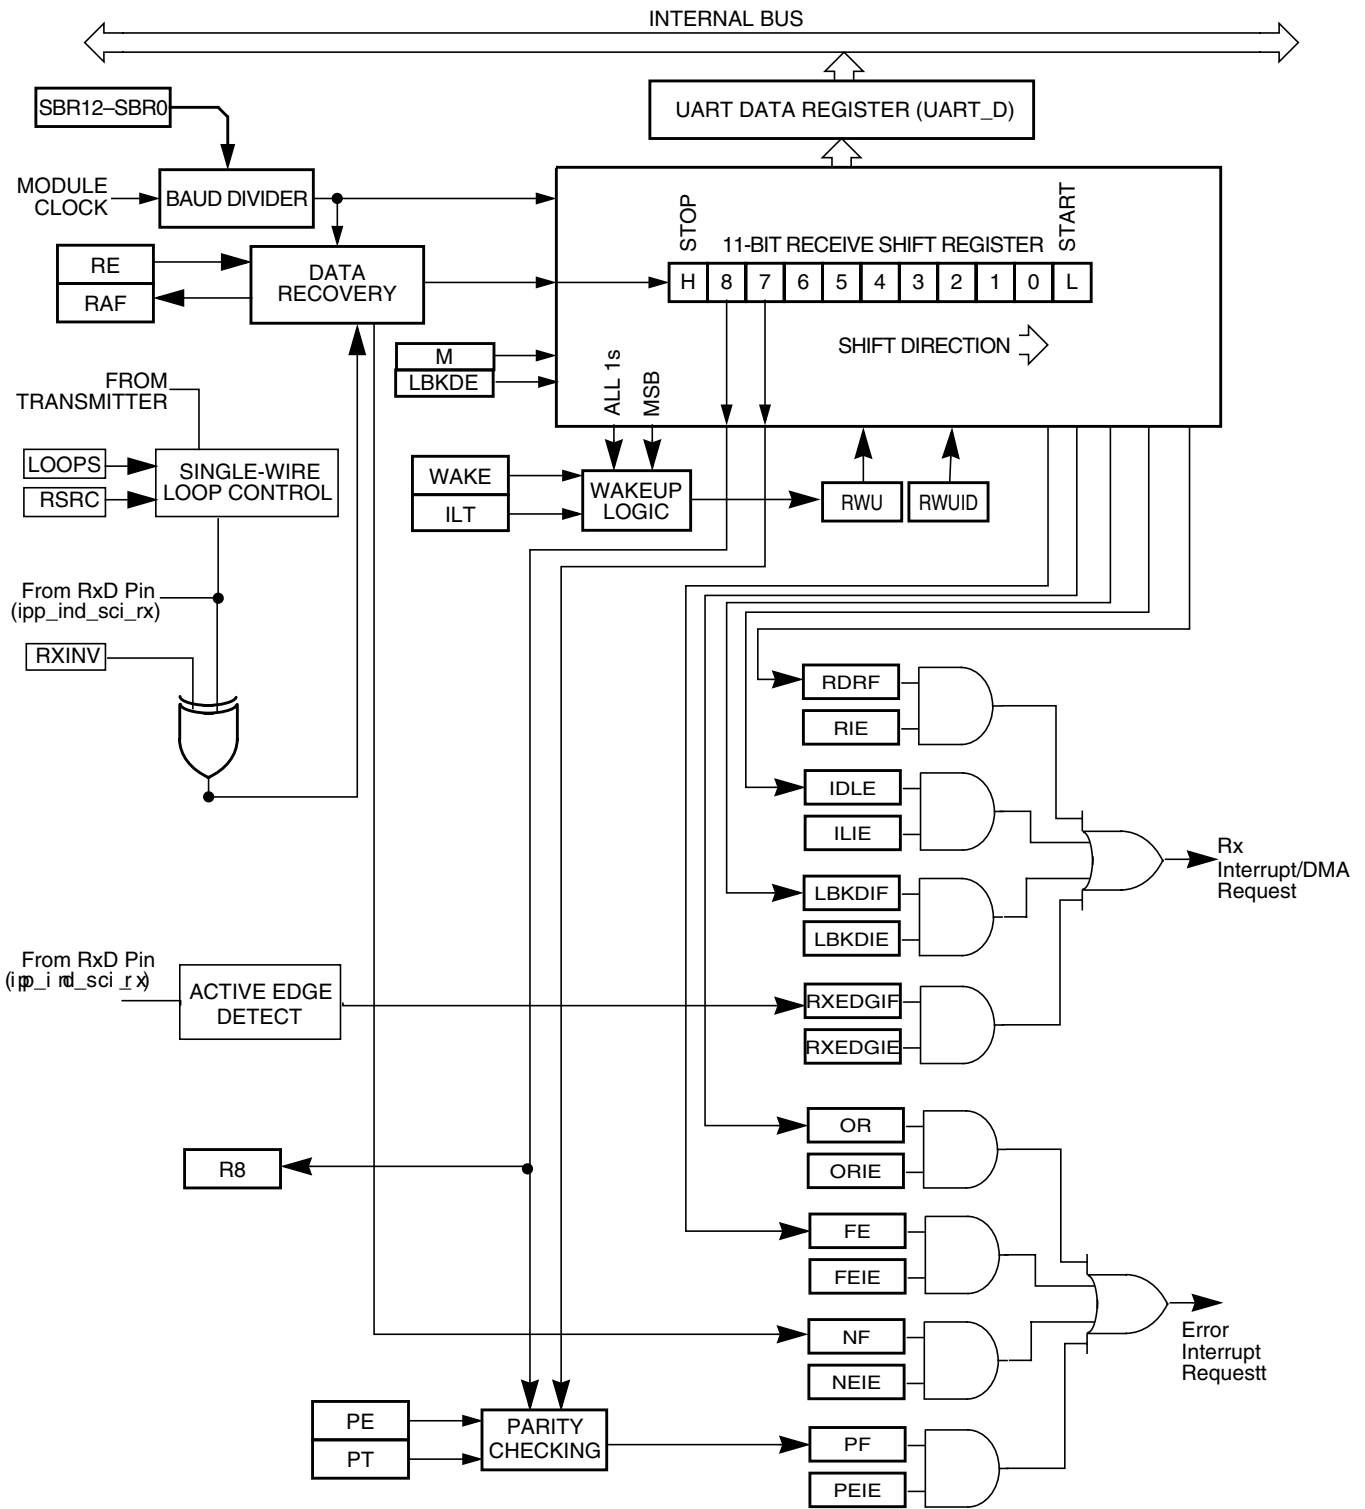 INTERNAL BUS
SBR12–SBR0
UART DATA REGISTER (UART_D)
MODULE
CLOCK
BAUD DIVIDER
STOP
START
11-BIT RECEIVE SHIFT REGISTER
RE
RAF
DATA
RECOVERY
H 8 7 6 5 4 3 2 1 0 L
SHIFT DIRECTION
M
LBKDE
ALL 1s
MSB
FROM
TRANSMITTER
LOOPS
RSRC
SINGLE-WIRE
LOOP CONTROL
WAKE
ILT
WAKEUP
LOGIC
RWU
RWUID
From RxD Pin
(ipp_ind_sci_rx)
RXINV
RDRF
RIE
IDLE
ILIE
Rx
Interrupt/DMA
Request
LBKDIF
LBKDIE
From RxD Pin
(ipp_ind_sci_rx)
ACTIVE EDGE
DETECT
RXEDGIF
RXEDGIE
OR
ORIE
R8
FE
FEIE
NF
NEIE
Error
Interrupt
Requestt
PE
PT
PARITY
CHECKING
PF
PEIE